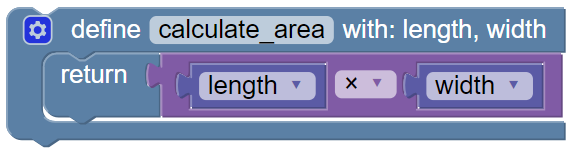 define calculate_area with: length, width
return length × width